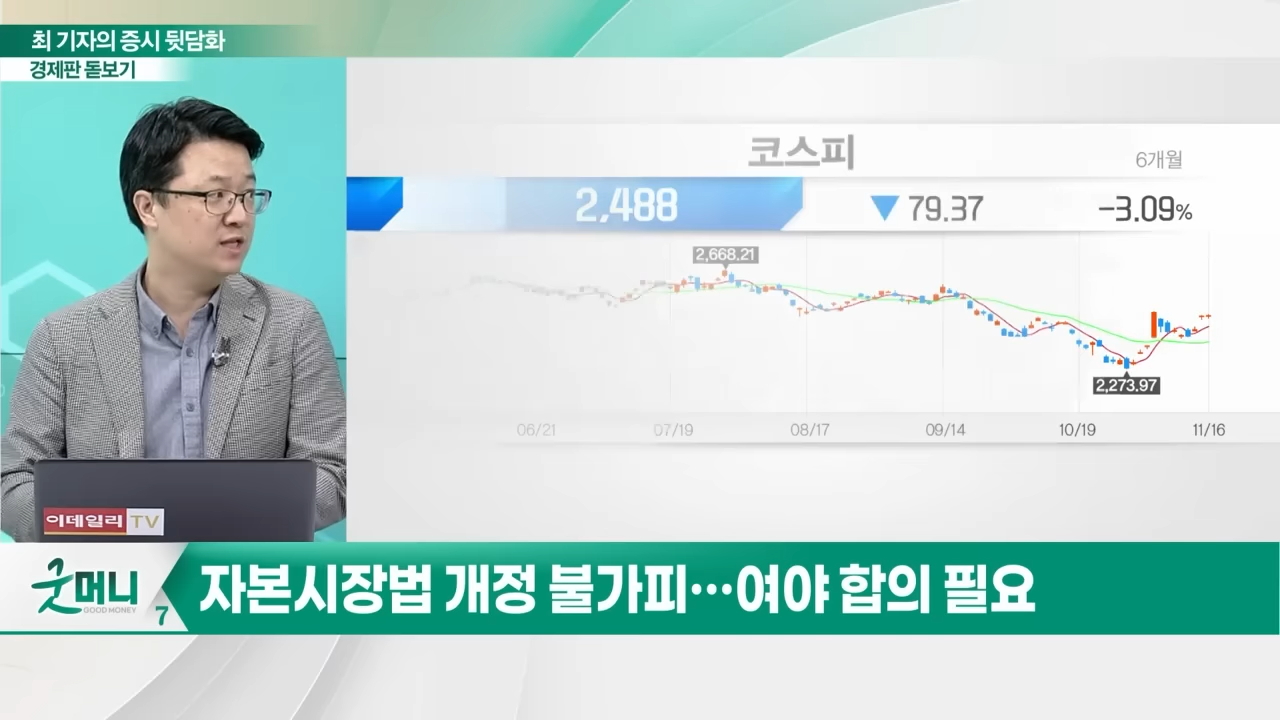 최 기자의 증시 뒷담화
경제판 돋보기
코스피
6개월
2,488
▼ 79.37
-3.09%
2,668.21
2,273.97
06/21
07/19
08/17
09/14
10/19
11/16
이데일리 TV
굿머니
GOOD MONEY
7
자본시장법 개정 불가피…여야 합의 필요